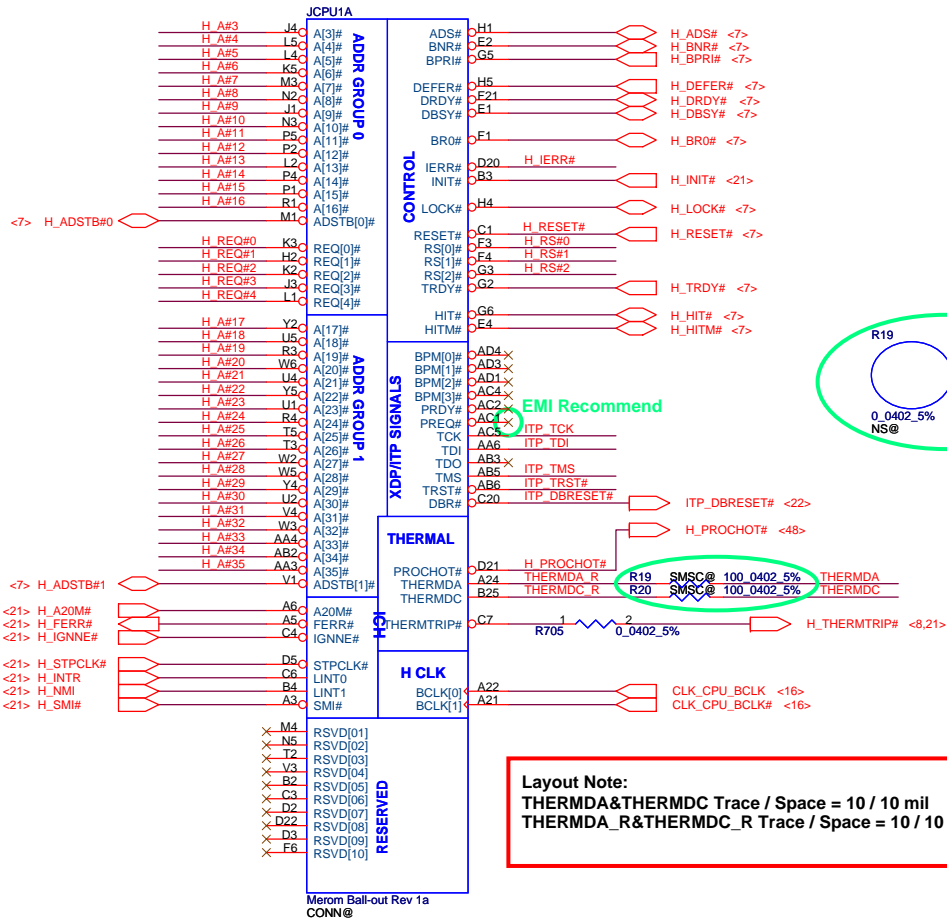 JCPU1A
H_A#3 J4 A[3]# ADS# H1 H_ADS# <7>
H_A#4 L5 A[4]# BNR# E2 H_BNR# <7>
H_A#5 L4 A[5]# BPRI# G5 H_BPRI# <7>
H_A#6 K5 A[6]#
H_A#7 M3 A[7]# DEFER# H5 H_DEFER# <7>
H_A#8 N2 A[8]# DRDY# F21 H_DRDY# <7>
H_A#9 J1 A[9]# DBSY# E1 H_DBSY# <7>
H_A#10 N3 A[10]#
H_A#11 P5 A[11]# BR0# F1 H_BR0# <7>
H_A#12 P2 A[12]#
H_A#13 L2 A[13]# IERR# D20 H_IERR#
H_A#14 P4 A[14]# INIT# B3 H_INIT# <21>
H_A#15 P1 A[15]#
H_A#16 R1 A[16]# LOCK# H4 H_LOCK# <7>
<7> H_ADSTB#0 M1 ADSTB[0]#
RESET# C1 H_RESET# H_RESET# <7>
H_REQ#0 K3 REQ[0]# RS[0]# F3 H_RS#0
H_REQ#1 H2 REQ[1]# RS[1]# F4 H_RS#1
H_REQ#2 K2 REQ[2]# RS[2]# G3 H_RS#2
H_REQ#3 J3 REQ[3]# TRDY# G2 H_TRDY# <7>
H_REQ#4 L1 REQ[4]#
HIT# G6 H_HIT# <7>
HITM# E4 H_HITM# <7>
ADDR GROUP 0
CONTROL
H_A#17 Y2 A[17]#
H_A#18 U5 A[18]#
H_A#19 R3 A[19]# BPM[0]# AD4
H_A#20 W6 A[20]# BPM[1]# AD3
H_A#21 U4 A[21]# BPM[2]# AD1
H_A#22 Y5 A[22]# BPM[3]# AC4
H_A#23 U1 A[23]# PRDY# AC2
H_A#24 R4 A[24]# PREQ# AC1
H_A#25 T5 A[25]# TCK AC5 ITP_TCK
H_A#26 T3 A[26]# TDI AA6 ITP_TDI
H_A#27 W2 A[27]# TDO AB3
H_A#28 W5 A[28]# TMS AB5 ITP_TMS
H_A#29 Y4 A[29]# TRST# AB6 ITP_TRST#
H_A#30 U2 A[30]# DBR# C20 ITP_DBRESET# ITP_DBRESET# <22>
H_A#31 V4 A[31]#
H_A#32 W3 A[32]#
H_A#33 AA4 A[33]#
H_A#34 AB2 A[34]#
H_A#35 AA3 A[35]#
<7> H_ADSTB#1 V1 ADSTB[1]#
ADDR GROUP 1
XDP/ITP SIGNALS
EMI Recommend
R19
0_0402_5%
NS@
THERMAL
H_PROCHOT# <48>
PROCHOT# D21 H_PROCHOT#
THERMDA A24 THERMDA_R R19 SMSC@ 100_0402_5% THERMDA
THERMDC B25 THERMDC_R R20 SMSC@ 100_0402_5% THERMDC
THERMTRIP# C7 R705 1 2 0_0402_5% H_THERMTRIP# <8,21>
<21> H_A20M# A6 A20M#
<21> H_FERR# A5 FERR#
<21> H_IGNNE# C4 IGNNE#
ICH
<21> H_STPCLK# D5 STPCLK#
<21> H_INTR C6 LINT0
<21> H_NMI B4 LINT1
<21> H_SMI# A3 SMI#
H CLK
BCLK[0] A22 CLK_CPU_BCLK <16>
BCLK[1] A21 CLK_CPU_BCLK# <16>
M4 RSVD[01]
N5 RSVD[02]
T2 RSVD[03]
V3 RSVD[04]
B2 RSVD[05]
C3 RSVD[06]
D2 RSVD[07]
D22 RSVD[08]
D3 RSVD[09]
F6 RSVD[10]
RESERVED
Merom Ball-out Rev 1a
CONN@
Layout Note:
THERMDA&THERMDC Trace / Space = 10 / 10 mil
THERMDA_R&THERMDC_R Trace / Space = 10 / 10